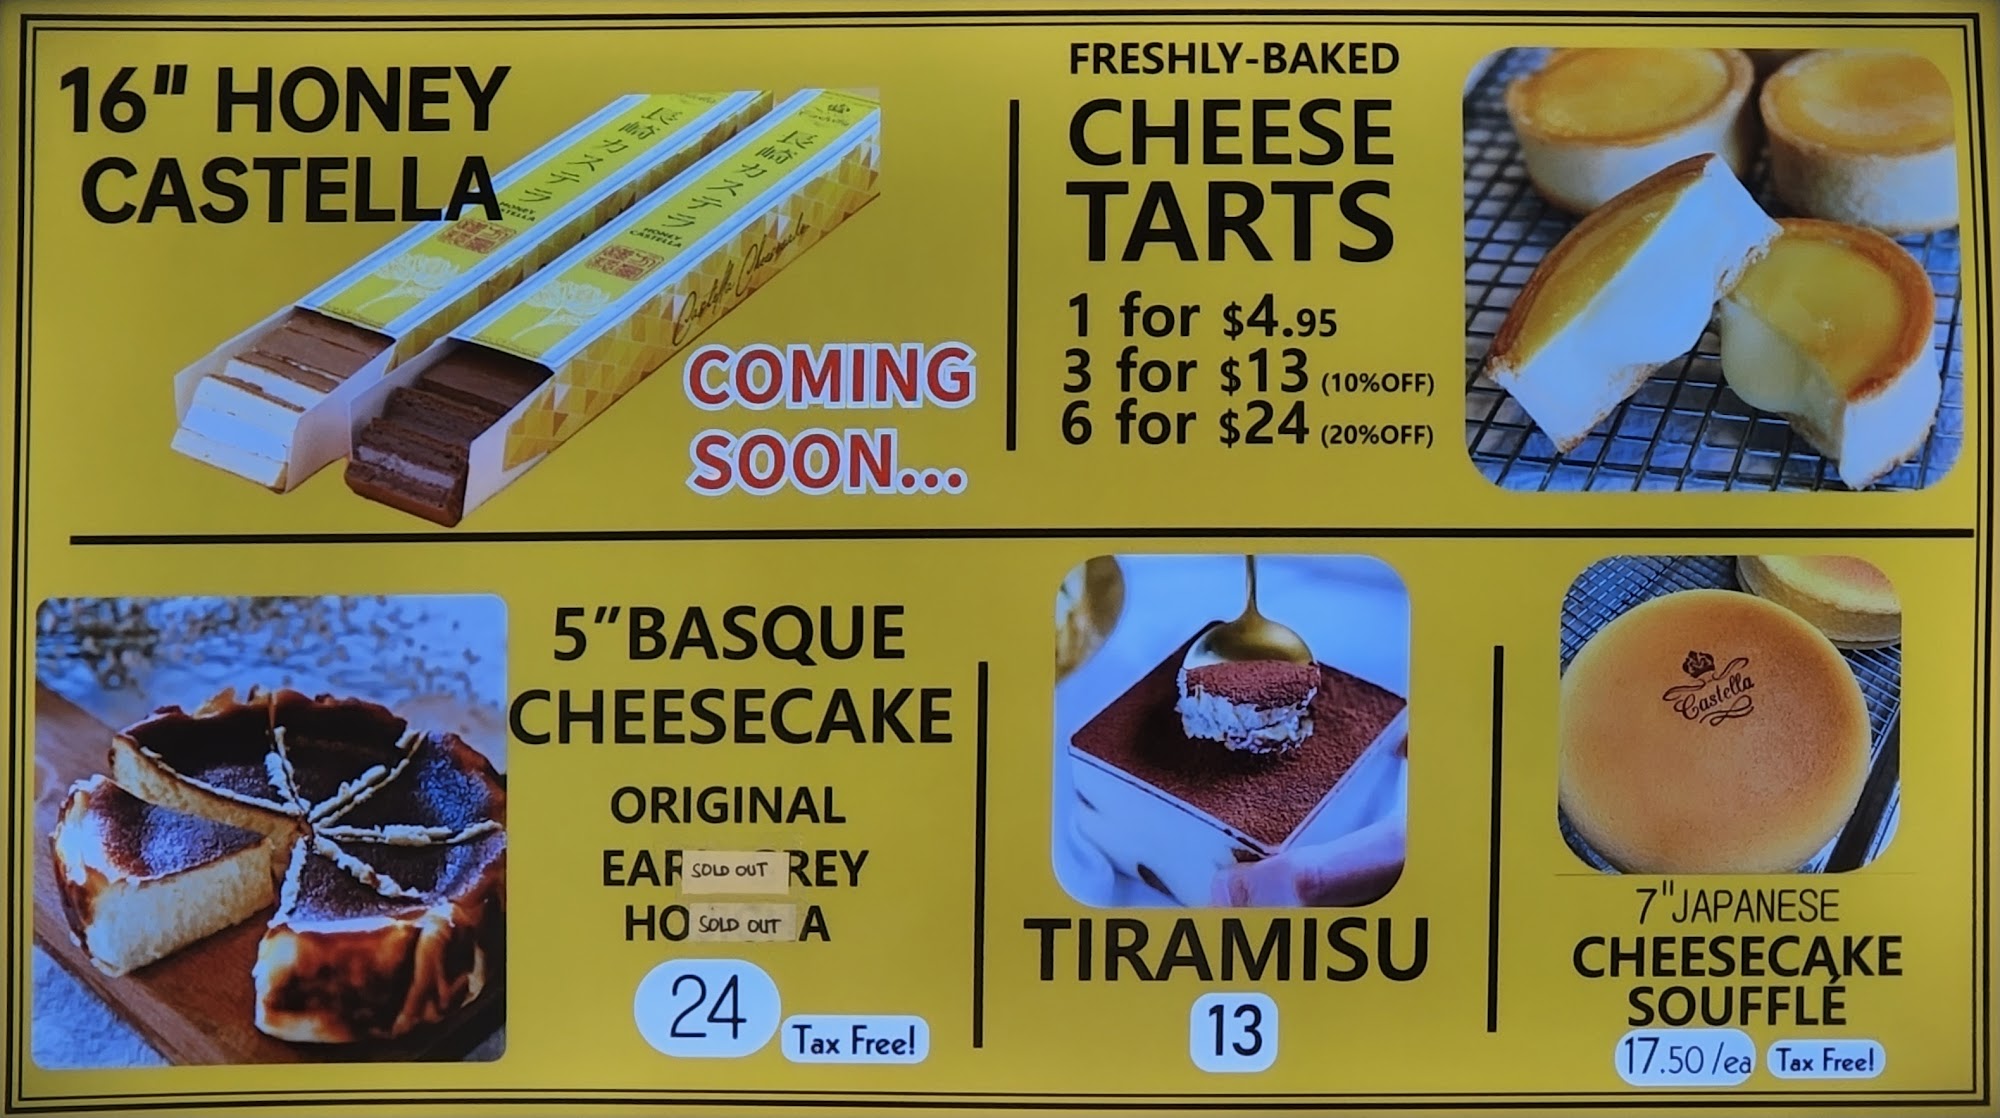 16" HONEY
CASTELLA
長崎カステラ
HONEY
CASTELLA
長崎カステラ
HONEY
CASTELLA
COMING
SOON...
FRESHLY-BAKED
CHEESE
TARTS
1 for $4.95
3 for $13 (10%OFF)
6 for $24 (20%OFF)
5"BASQUE
CHEESECAKE
ORIGINAL
SOLD OUT
SOLD OUT
24
Tax Free!
TIRAMISU
13
Castella
7"JAPANESE
CHEESECAKE
SOUFFLÉ
17.50/ea
Tax Free!